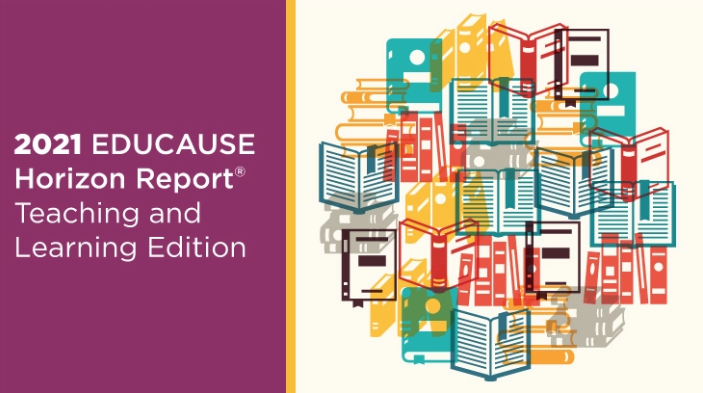 2021 EDUCAUSE
Horizon Report®
Teaching and
Learning Edition